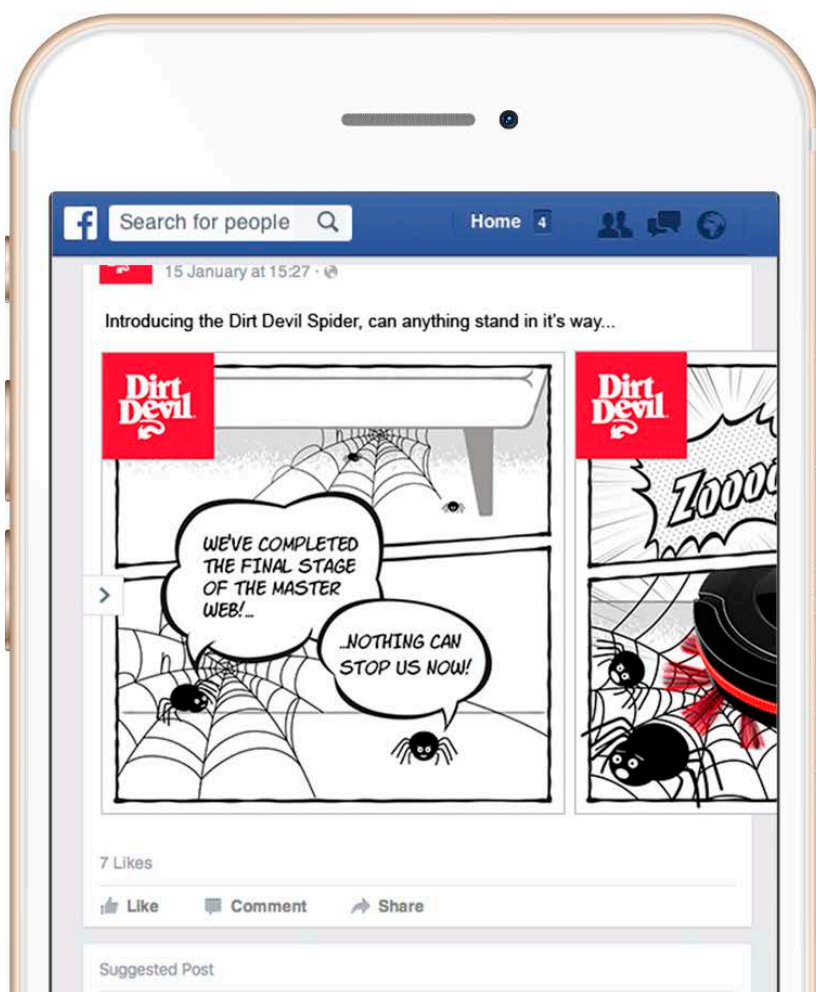 f Search for people
Home 4
15 January at 15:27
Introducing the Dirt Devil Spider, can anything stand in it's way...
Dirt
Devil
WE'VE COMPLETED
THE FINAL STAGE
OF THE MASTER
WEB!...
...NOTHING CAN
STOP US NOW!
Dirt
Devil
Zoooo
7 Likes
Like Comment Share
Suggested Post